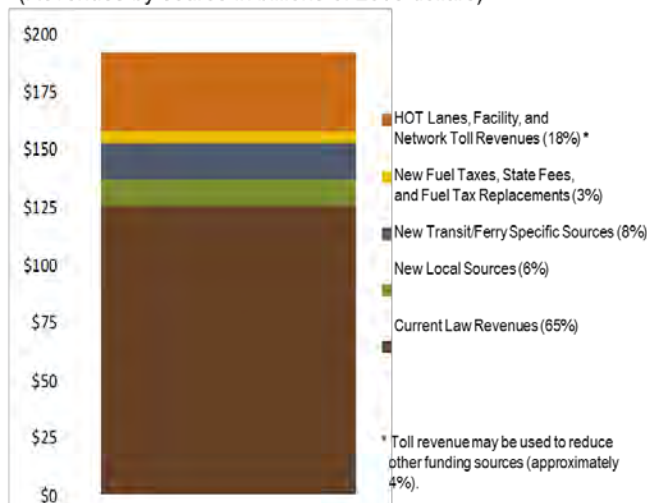 $200
$175
$150
$125
$100
$75
$50
$25
$0
HOT Lanes, Facility, and
Network Toll Revenues (18%) *
New Fuel Taxes, State Fees,
and Fuel Tax Replacements (3%)
New Transit/Ferry Specific Sources (8%)
New Local Sources (6%)
Current Law Revenues (65%)
* Toll revenue may be used to reduce
other funding sources (approximately
4%).